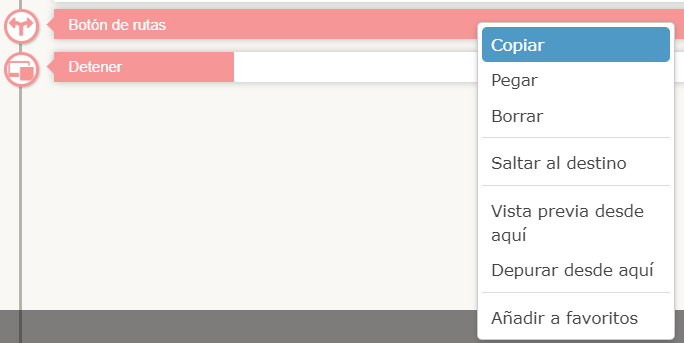 Botón de rutas
Detener
Copiar
Pegar
Borrar
Saltar al destino
Vista previa desde
aquí
Depurar desde aquí
Añadir a favoritos